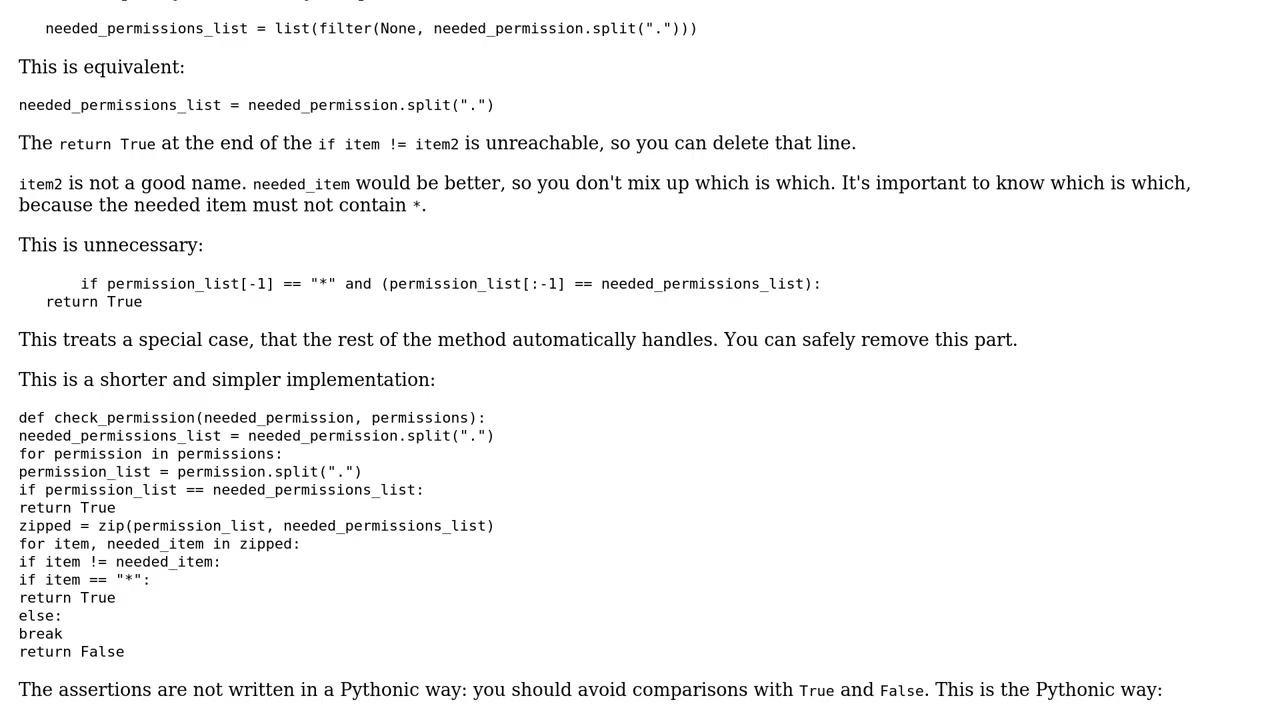 needed_permissions_list = list(filter(None, needed_permission.split(".")))
This is equivalent:
needed_permissions_list = needed_permission.split(".")
The return True at the end of the if item != item2 is unreachable, so you can delete that line.
item2 is not a good name. needed_item would be better, so you don't mix up which is which. It's important to know which is which,
because the needed item must not contain *.
This is unnecessary:
if permission_list[-1] == "*" and (permission_list[:-1] == needed_permissions_list):
return True
This treats a special case, that the rest of the method automatically handles. You can safely remove this part.
This is a shorter and simpler implementation:
def check_permission(needed_permission, permissions):
needed_permissions_list = needed_permission.split(".")
for permission in permissions:
permission_list = permission.split(".")
if permission_list == needed_permissions_list:
return True
zipped = zip(permission_list, needed_permissions_list)
for item, needed_item in zipped:
if item != needed_item:
if item == "*":
return True
else:
break
return False
The assertions are not written in a Pythonic way: you should avoid comparisons with True and False. This is the Pythonic way: